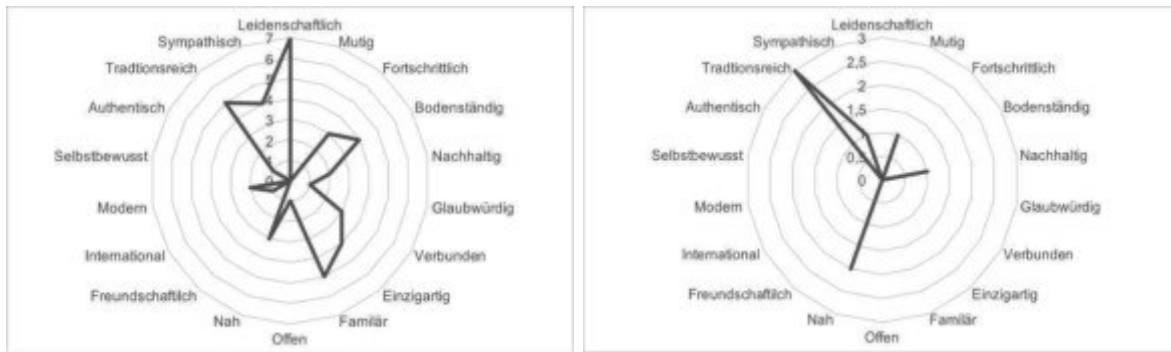 Leidenschaftlich
Sympathisch
Mutig
Tradtionsreich
Fortschrittlich
Authentisch
Bodenständig
Selbstbewusst
Nachhaltig
Modern
Glaubwürdig
International
Verbunden
Freundschaftilch
Einzigartig
Nah
Familär
Offen
7
6
5
4
3
2
1
0
Leidenschaftlich
Sympathisch
Mutig
Tradtionsreich
Fortschrittlich
Authentisch
Bodenständig
Selbstbewusst
Nachhaltig
Modern
Glaubwürdig
International
Verbunden
Freundschaftilch
Einzigartig
Nah
Familär
Offen
3
2,5
2
1,5
1
0,5
0